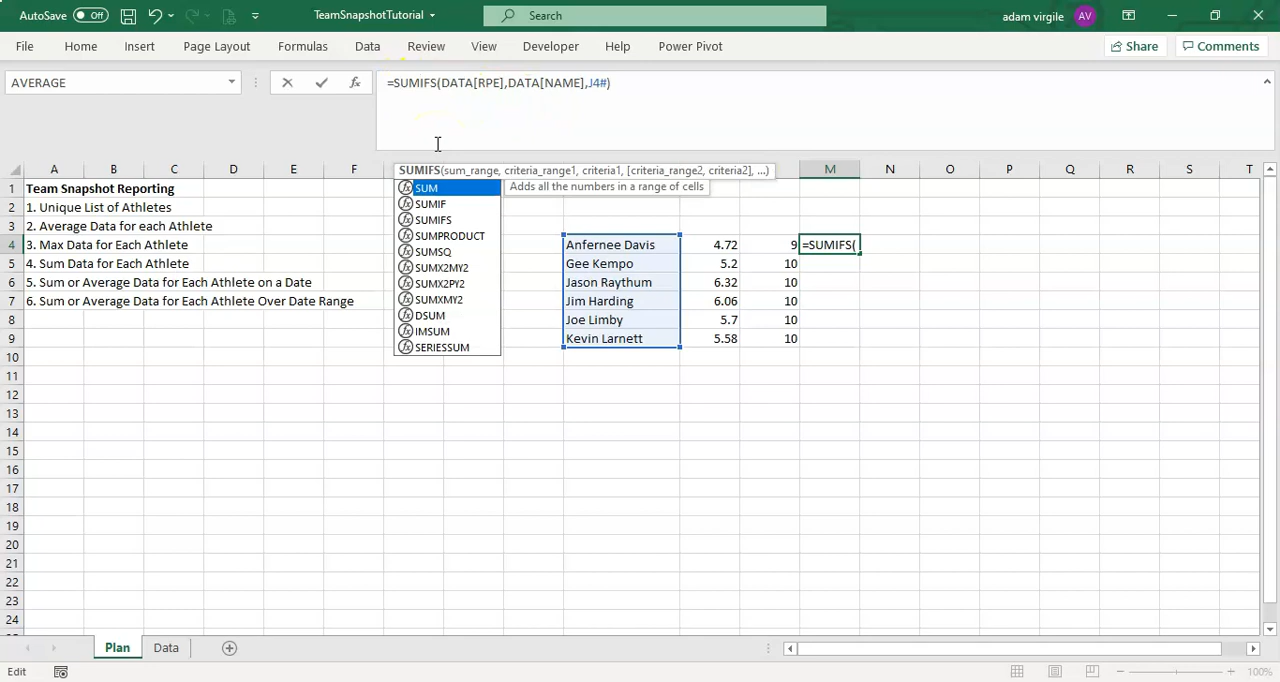 AutoSave Off TeamSnapshotTutorial Search adam virgile AV
File Home Insert Page Layout Formulas Data Review View Developer Help Power Pivot Share Comments
AVERAGE fx =SUMIFS(DATA[RPE],DATA[NAME],J4#)
SUMIFS(sum_range, criteria_range1, criteria1, [criteria_range2, criteria2], ...)
A B C D E F M N O P Q R S T
SUM Adds all the numbers in a range of cells
SUMIF
SUMIFS
SUMPRODUCT
SUMSQ
SUMX2MY2
SUMX2PY2
SUMXMY2
DSUM
IMSUM
SERIESSUM
1 Team Snapshot Reporting
2 1. Unique List of Athletes
3 2. Average Data for each Athlete
4 3. Max Data for Each Athlete Anfernee Davis 4.72 9 =SUMIFS(
5 4. Sum Data for Each Athlete Gee Kempo 5.2 10
6 5. Sum or Average Data for Each Athlete on a Date Jason Raythum 6.32 10
7 6. Sum or Average Data for Each Athlete Over Date Range Jim Harding 6.06 10
8 Joe Limby 5.7 10
9 Kevin Larnett 5.58 10
10
11
12
13
14
15
16
17
18
19
20
21
22
23
24
Plan Data
Edit 100%